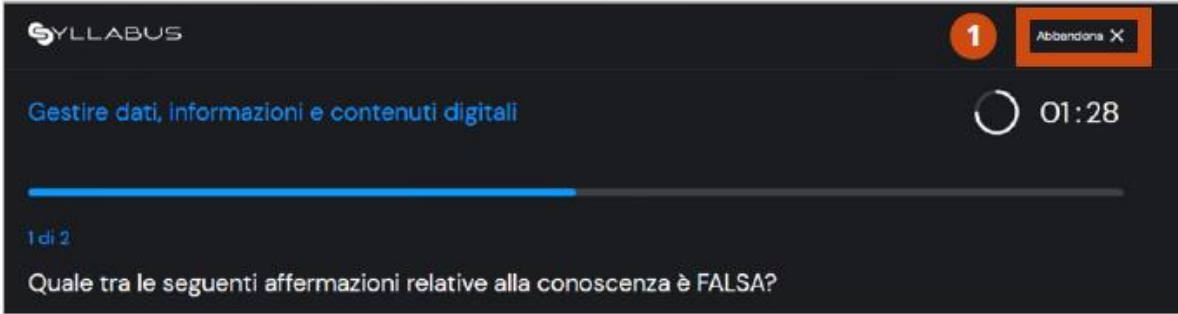 SYLLABUS
1
Abbandona X
Gestire dati, informazioni e contenuti digitali
01:28
1 di 2
Quale tra le seguenti affermazioni relative alla conoscenza è FALSA?